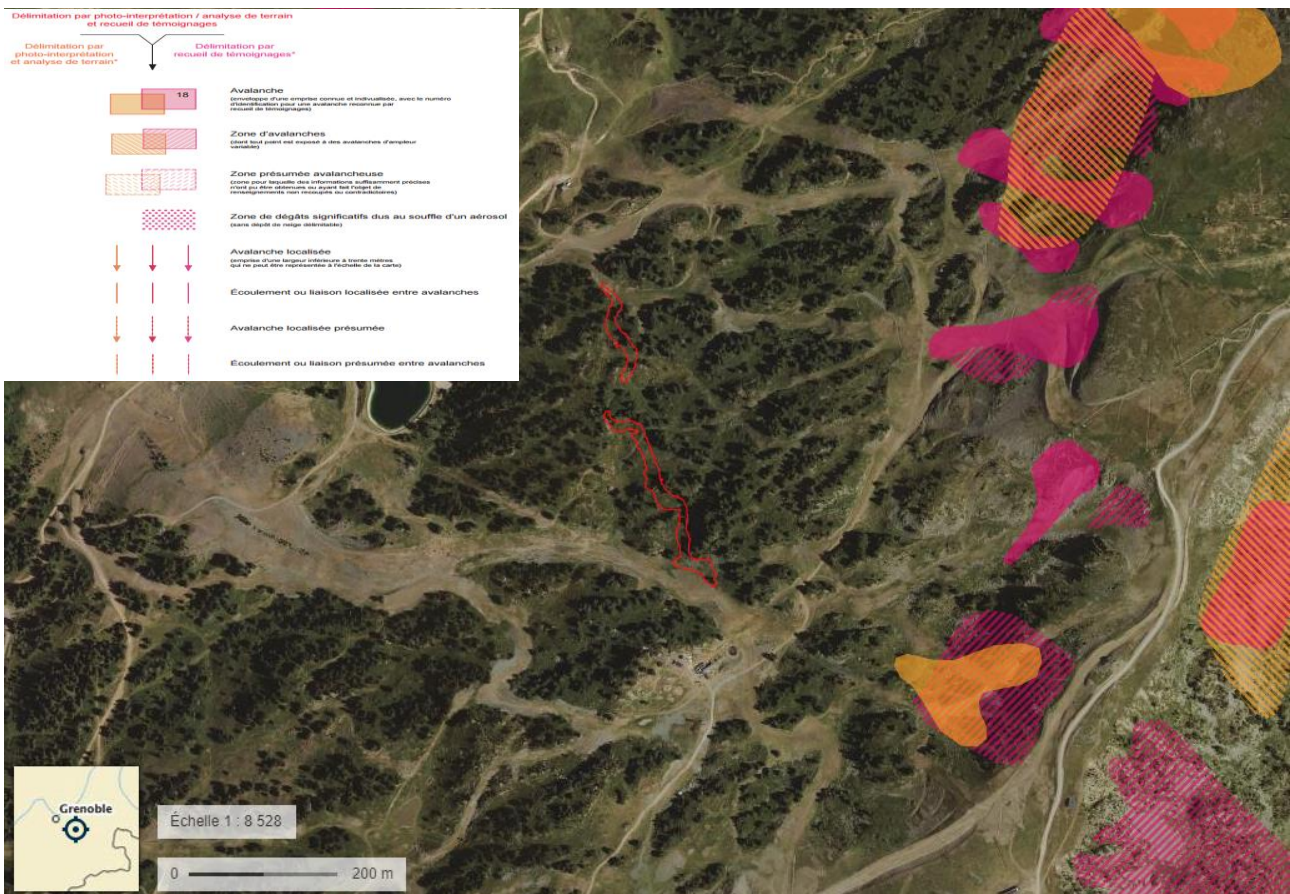 Délimitation par photo-interprétation / analyse de terrain
et recueil de témoignages
Délimitation par
photo-interprétation
et analyse de terrain*
Délimitation par
recueil de témoignages*
18
Avalanche
(enveloppe d'une emprise connue et individualisée, avec le numéro
d'identification pour une avalanche reconnue par
recueil de témoignages)
Zone d'avalanches
(dont tout point est exposé à des avalanches d'ampleur
variable)
Zone présumée avalancheuse
(zone pour laquelle des informations suffisamment précises
n'ont pu être obtenues ou ayant fait l'objet de
renseignements non recoupés ou contradictoires)
Zone de dégâts significatifs dus au souffle d'un aérosol
(sans dépôt de neige délimitable)
Avalanche localisée
(emprise d'une largeur inférieure à trente mètres
qui ne peut être représentée à l'échelle de la carte)
Écoulement ou liaison localisée entre avalanches
Avalanche localisée présumée
Écoulement ou liaison présumée entre avalanches
Grenoble
Échelle 1 : 8 528
0 200 m